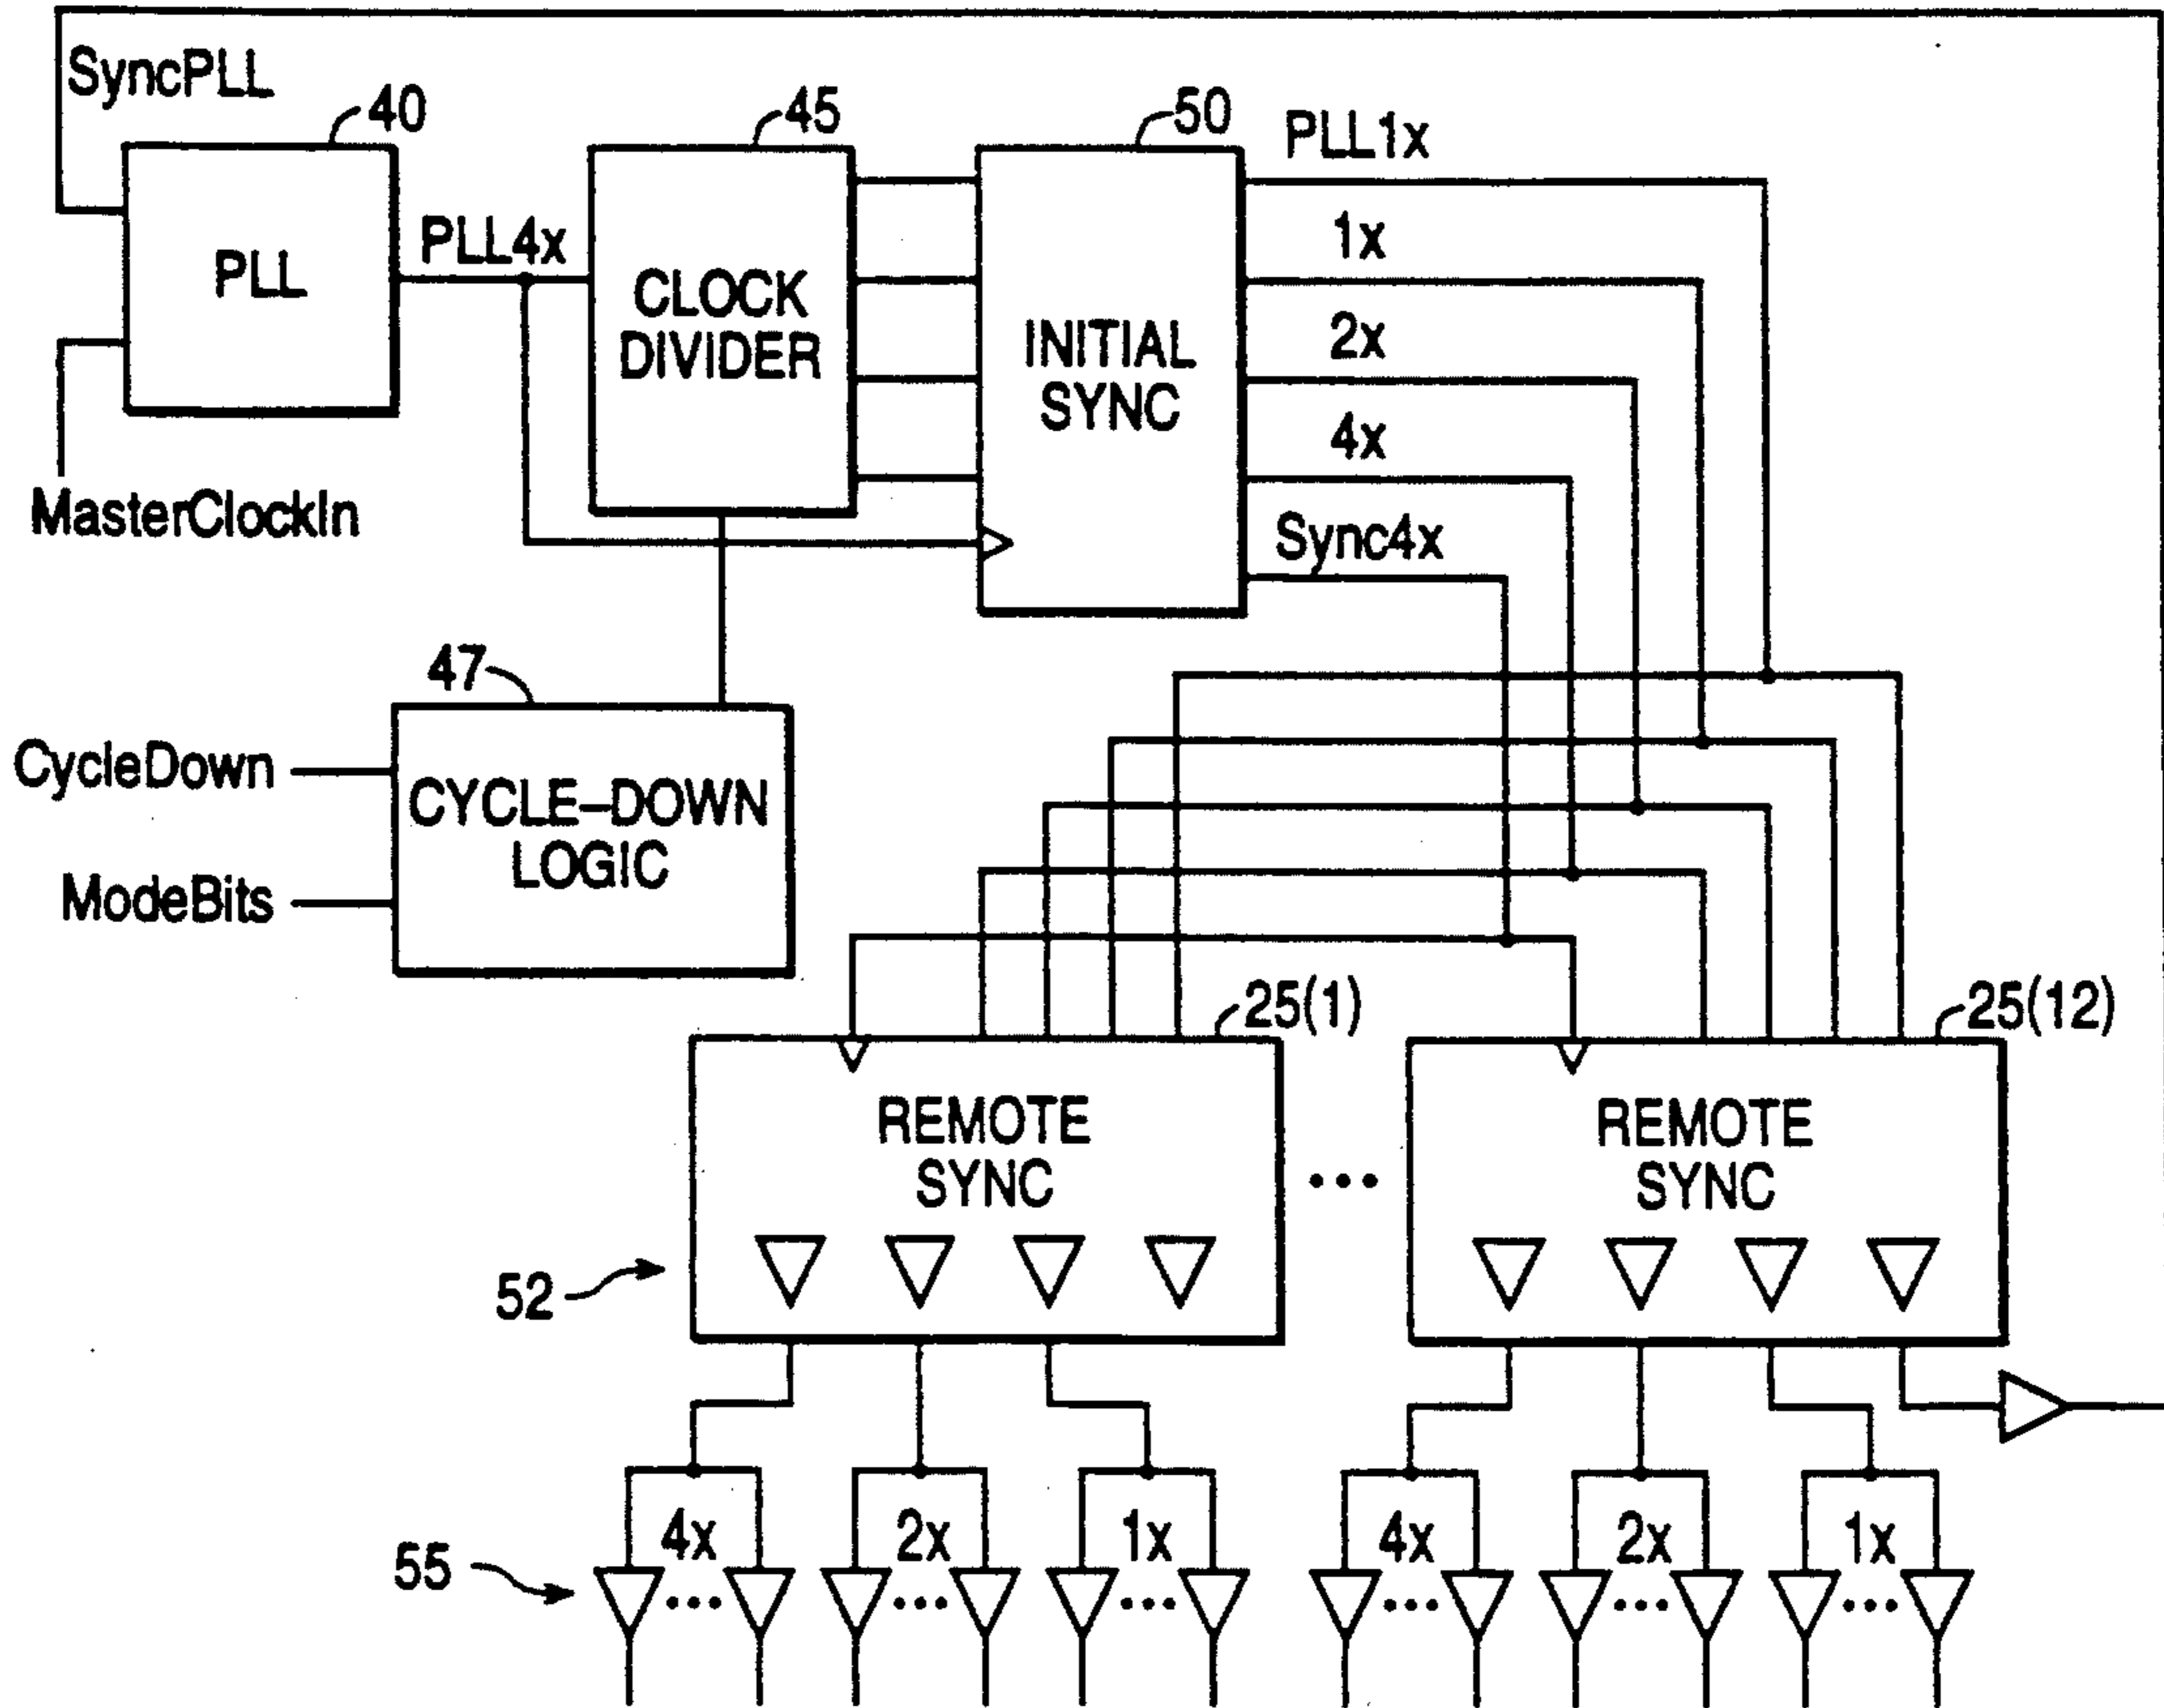 SyncPLL
40
45
50
PLL1x
PLL
PLL4x
CLOCK
DIVIDER
INITIAL
SYNC
1x
2x
4x
Sync4x
MasterClockIn
47
CycleDown
CYCLE–DOWN
LOGIC
ModeBits
25(1)
25(12)
REMOTE
SYNC
•••
REMOTE
SYNC
52
4x
2x
1x
4x
2x
1x
55
•••
•••
•••
•••
•••
•••